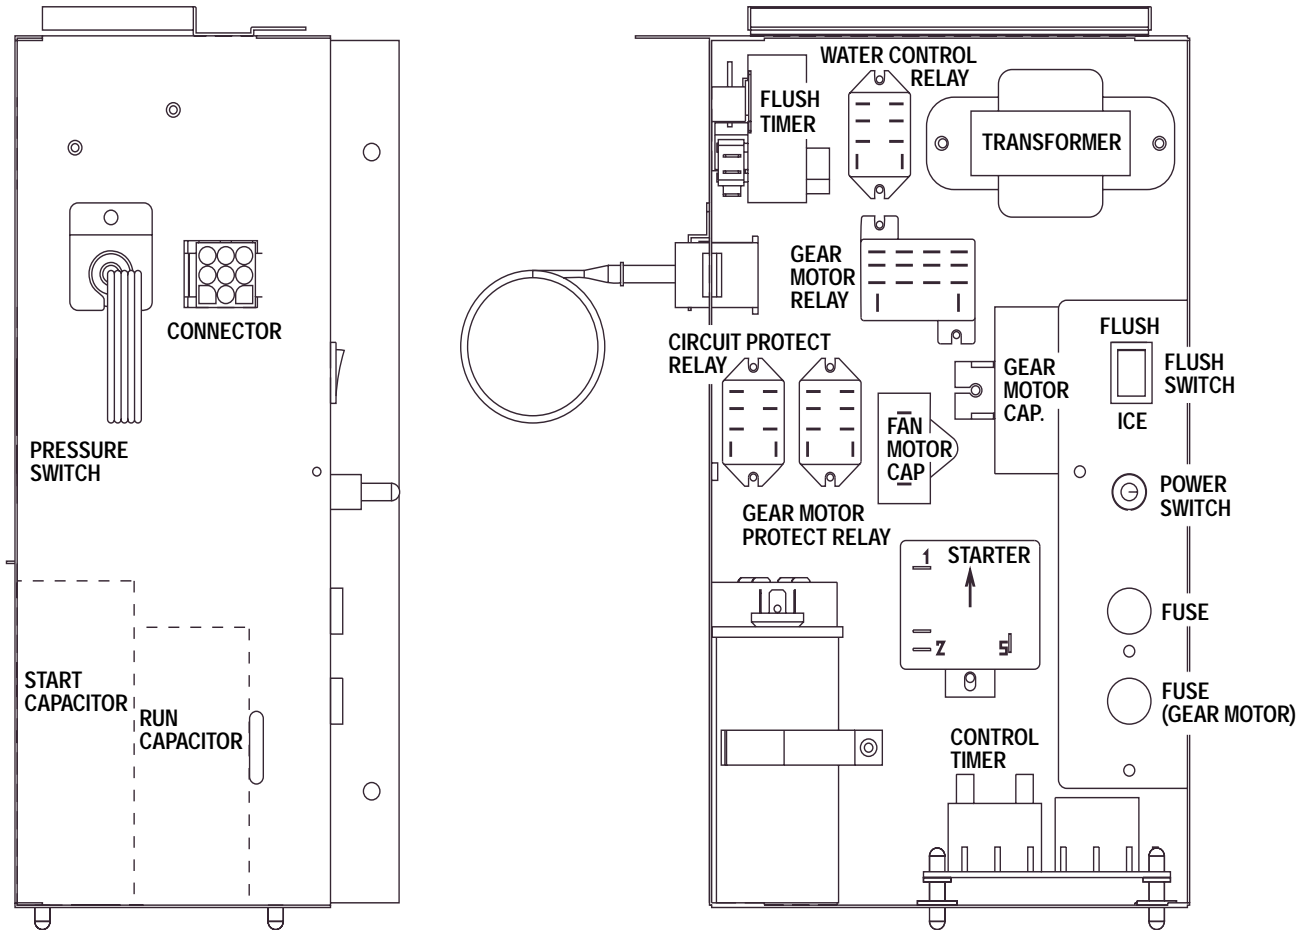 CONNECTOR
PRESSURE
SWITCH
START
CAPACITOR
RUN
CAPACITOR
WATER CONTROL
RELAY
FLUSH
TIMER
TRANSFORMER
GEAR
MOTOR
RELAY
CIRCUIT PROTECT
RELAY
GEAR
MOTOR
CAP.
FLUSH
FLUSH
SWITCH
ICE
FAN
MOTOR
CAP
POWER
SWITCH
GEAR MOTOR
PROTECT RELAY
1 STARTER
2 5
FUSE
FUSE
(GEAR MOTOR)
CONTROL
TIMER